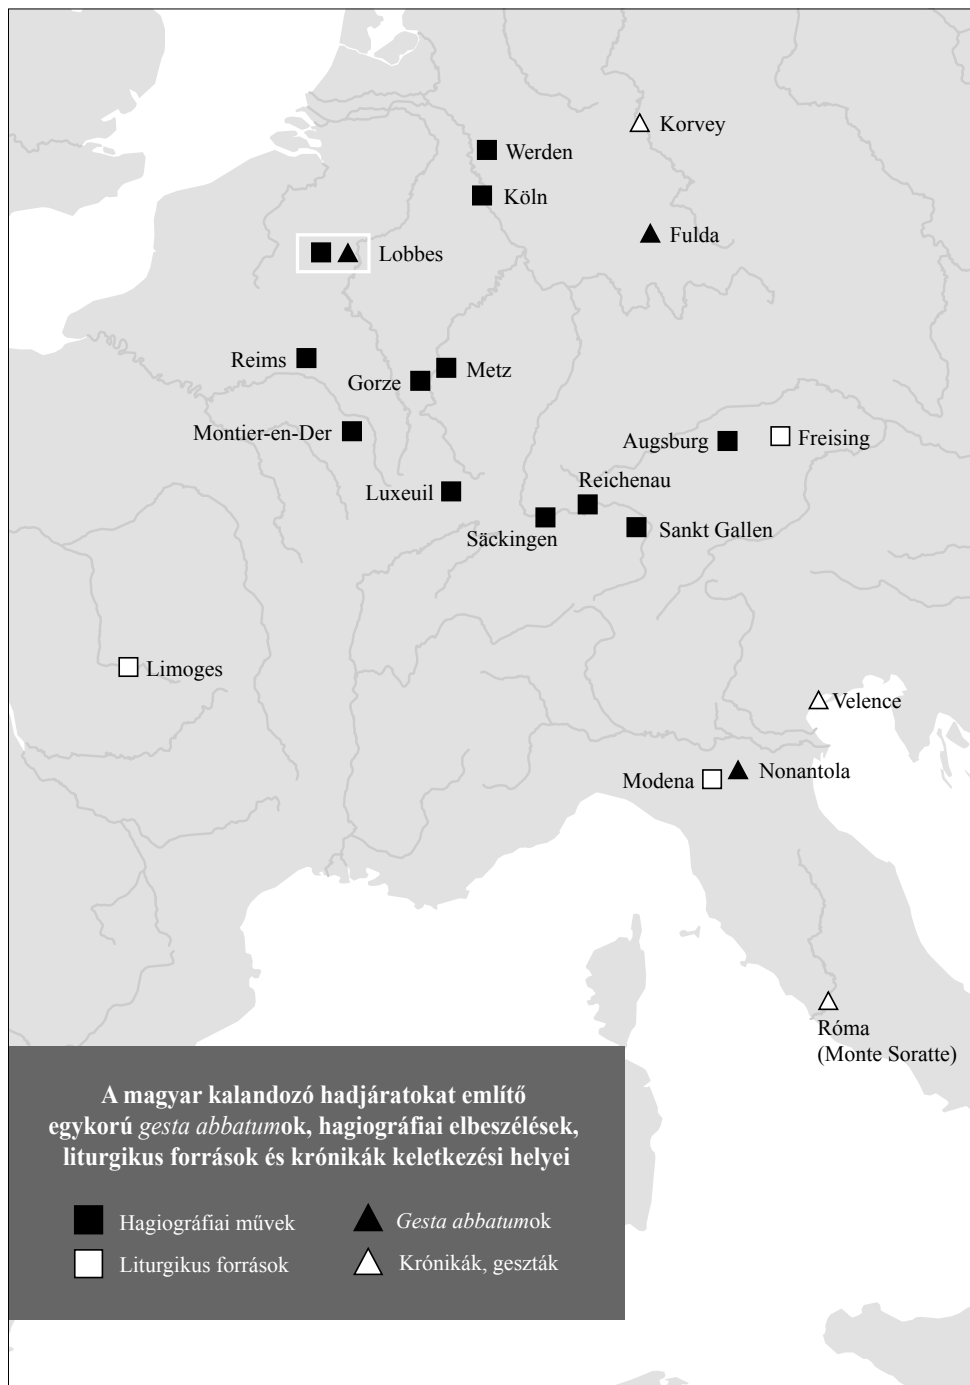 Korvey
Werden
Köln
Fulda
Lobbes
Reims
Metz
Gorze
Montier-en-Der
Augsburg
Freising
Reichenau
Luxeuil
Säckingen
Sankt Gallen
Limoges
Velence
Modena
Nonantola
Róma
(Monte Soratte)
A magyar kalandozó hadjáratokat említő
egykorú gesta abbatumok, hagiográfiai elbeszélések,
liturgikus források és krónikák keletkezési helyei
Hagiográfiai művek
Gesta abbatumok
Liturgikus források
Krónikák, geszták